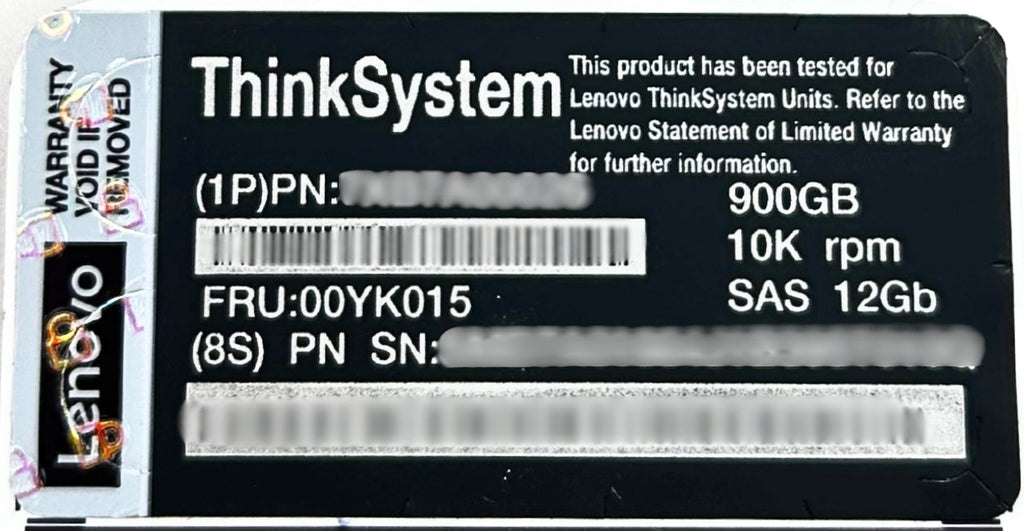 WARRANTY
VOID IF
REMOVED
Lenovo
ThinkSystem
This product has been tested for
Lenovo ThinkSystem Units. Refer to the
Lenovo Statement of Limited Warranty
for further information.
(1P)PN:
900GB
10K rpm
FRU:00YK015
SAS 12Gb
(8S) PN SN: